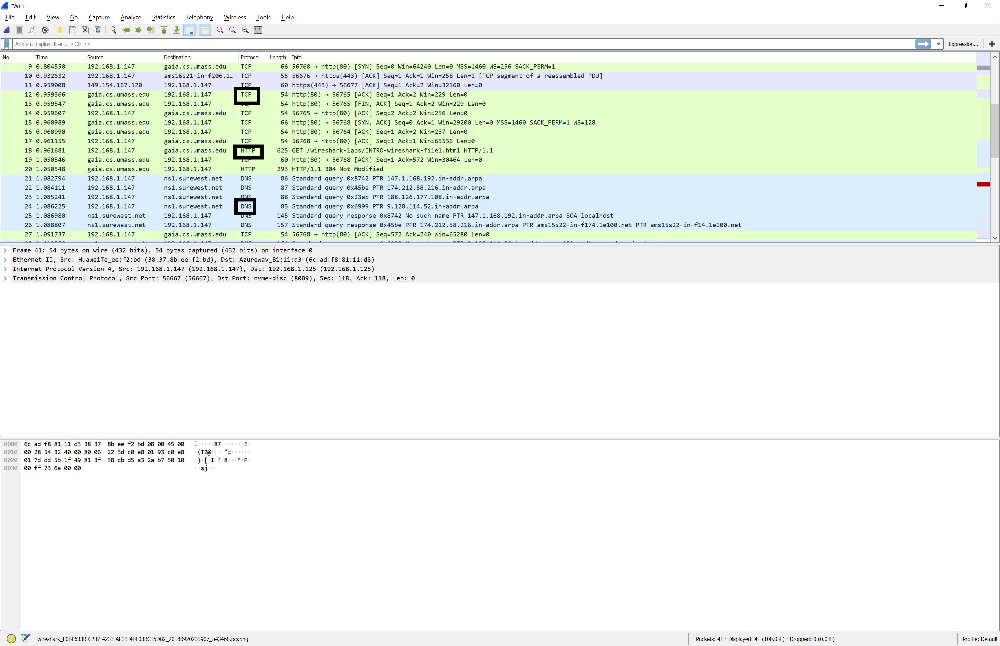 *Wi-Fi
File Edit View Go Capture Analyze Statistics Telephony Wireless Tools Help
Apply a display filter ... <Ctrl-/> Expression... +
No. Time Source Destination Protocol Length Info
9 0.804550 192.168.1.147 gaia.cs.umass.edu TCP 66 56768 → http(80) [SYN] Seq=0 Win=64240 Len=0 MSS=1460 WS=256 SACK_PERM=1
10 0.932632 192.168.1.147 ams16s21-in-f206.1… TCP 55 56676 → https(443) [ACK] Seq=1 Ack=1 Win=258 Len=1 [TCP segment of a reassembled PDU]
11 0.959008 149.154.167.120 192.168.1.147 TCP 60 https(443) → 56677 [ACK] Seq=1 Ack=2 Win=32160 Len=0
12 0.959366 gaia.cs.umass.edu 192.168.1.147 TCP 54 http(80) → 56765 [ACK] Seq=1 Ack=2 Win=229 Len=0
13 0.959547 gaia.cs.umass.edu 192.168.1.147 TCP 54 http(80) → 56765 [FIN, ACK] Seq=1 Ack=2 Win=229 Len=0
14 0.959607 192.168.1.147 gaia.cs.umass.edu TCP 54 56765 → http(80) [ACK] Seq=2 Ack=2 Win=256 Len=0
15 0.960989 gaia.cs.umass.edu 192.168.1.147 TCP 66 http(80) → 56768 [SYN, ACK] Seq=0 Ack=1 Win=29200 Len=0 MSS=1460 SACK_PERM=1 WS=128
16 0.960990 gaia.cs.umass.edu 192.168.1.147 TCP 54 http(80) → 56764 [ACK] Seq=1 Ack=2 Win=237 Len=0
17 0.961155 192.168.1.147 gaia.cs.umass.edu TCP 54 56768 → http(80) [ACK] Seq=1 Ack=1 Win=65536 Len=0
18 0.961681 192.168.1.147 gaia.cs.umass.edu HTTP 625 GET /wireshark-labs/INTRO-wireshark-file1.html HTTP/1.1
19 1.050546 gaia.cs.umass.edu 192.168.1.147 TCP 60 http(80) → 56768 [ACK] Seq=1 Ack=572 Win=30464 Len=0
20 1.050548 gaia.cs.umass.edu 192.168.1.147 HTTP 293 HTTP/1.1 304 Not Modified
21 1.082794 192.168.1.147 ns1.surewest.net DNS 86 Standard query 0x8742 PTR 147.1.168.192.in-addr.arpa
22 1.084111 192.168.1.147 ns1.surewest.net DNS 87 Standard query 0x45be PTR 174.212.58.216.in-addr.arpa
23 1.085241 192.168.1.147 ns1.surewest.net DNS 88 Standard query 0x23ab PTR 188.126.177.108.in-addr.arpa
24 1.086225 192.168.1.147 ns1.surewest.net DNS 85 Standard query 0x6999 PTR 9.128.114.52.in-addr.arpa
25 1.086980 ns1.surewest.net 192.168.1.147 DNS 145 Standard query response 0x8742 No such name PTR 147.1.168.192.in-addr.arpa SOA localhost
26 1.088807 ns1.surewest.net 192.168.1.147 DNS 157 Standard query response 0x45be PTR 174.212.58.216.in-addr.arpa PTR ams15s22-in-f174.1e100.net PTR ams15s22-in-f14.1e100.net
27 1.091737 192.168.1.147 gaia.cs.umass.edu TCP 54 56768 → http(80) [ACK] Seq=572 Ack=240 Win=65280 Len=0
Frame 41: 54 bytes on wire (432 bits), 54 bytes captured (432 bits) on interface 0
Ethernet II, Src: HuaweiTe_ee:f2:bd (38:37:8b:ee:f2:bd), Dst: Azurewav_81:11:d3 (6c:ad:f8:81:11:d3)
Internet Protocol Version 4, Src: 192.168.1.147 (192.168.1.147), Dst: 192.168.1.125 (192.168.1.125)
Transmission Control Protocol, Src Port: 56667 (56667), Dst Port: nvme-disc (8009), Seq: 118, Ack: 118, Len: 0
0000 6c ad f8 81 11 d3 38 37 8b ee f2 bd 08 00 45 00 l·····87 ······E·
0010 00 28 54 32 40 00 80 06 22 3d c0 a8 01 93 c0 a8 ·(T2@··· "=······
0020 01 7d dd 5b 1f 49 81 3f 38 cb d5 a3 2a b7 50 10 ·}·[·I·? 8···*·P·
0030 00 ff 73 6a 00 00 ··sj··
wireshark_F0BF633B-C237-4233-AE33-4BF03BC15D82_20180920233907_a43468.pcapng Packets: 41 · Displayed: 41 (100.0%) · Dropped: 0 (0.0%) Profile: Default